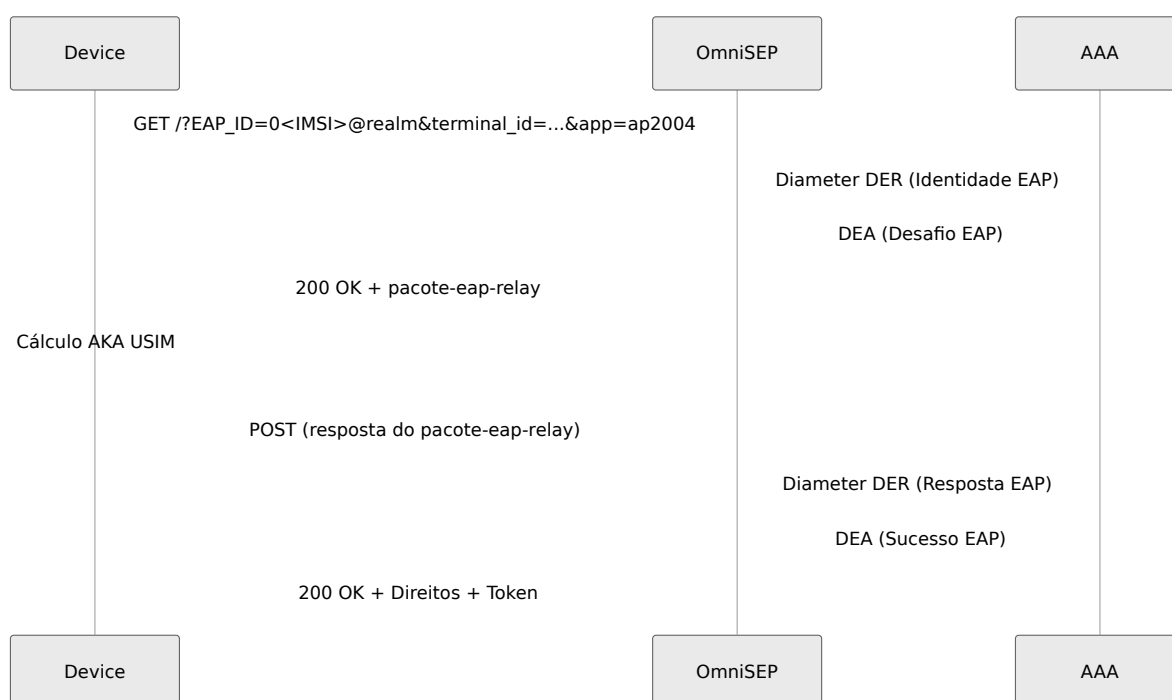 Device
OmniSEP
AAA
GET /?EAP_ID=0<IMSI>@realm&terminal_id=...&app=ap2004
Diameter DER (Identidade EAP)
DEA (Desafio EAP)
200 OK + pacote-eap-relay
Cálculo AKA USIM
POST (resposta do pacote-eap-relay)
Diameter DER (Resposta EAP)
DEA (Sucesso EAP)
200 OK + Direitos + Token
Device
OmniSEP
AAA